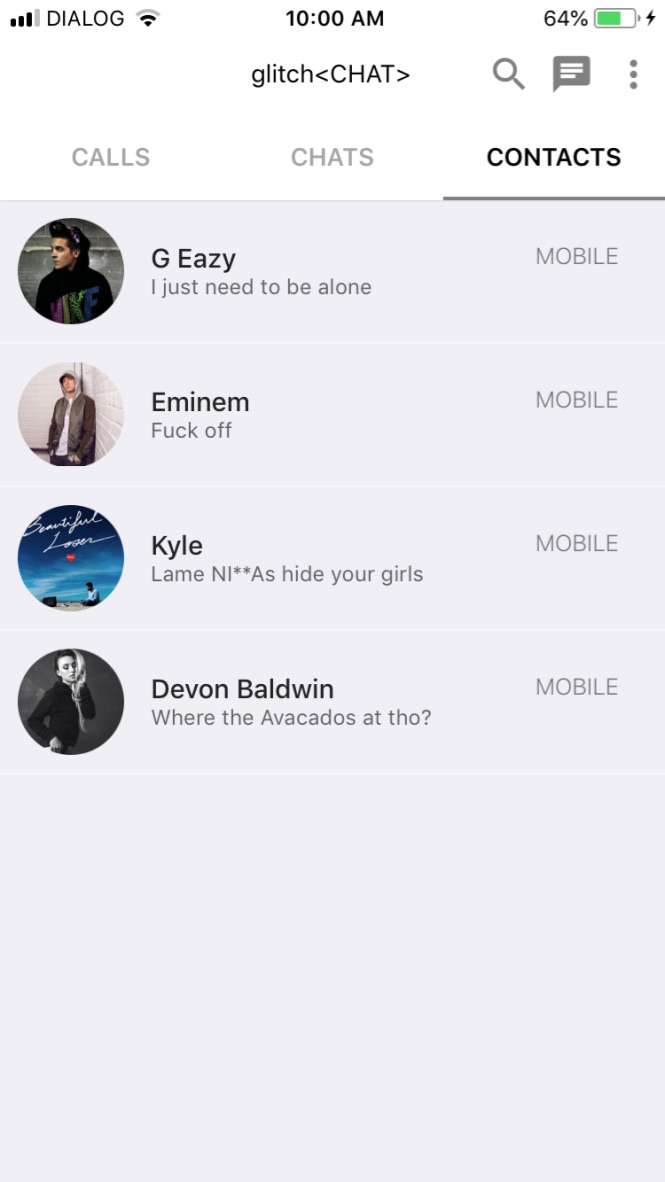 DIALOG 10:00 AM 64%
glitch<CHAT>
CALLS CHATS CONTACTS
G Eazy MOBILE
I just need to be alone
Eminem MOBILE
Fuck off
Beautiful
Loser
Kyle MOBILE
Lame NI**As hide your girls
Devon Baldwin MOBILE
Where the Avacados at tho?